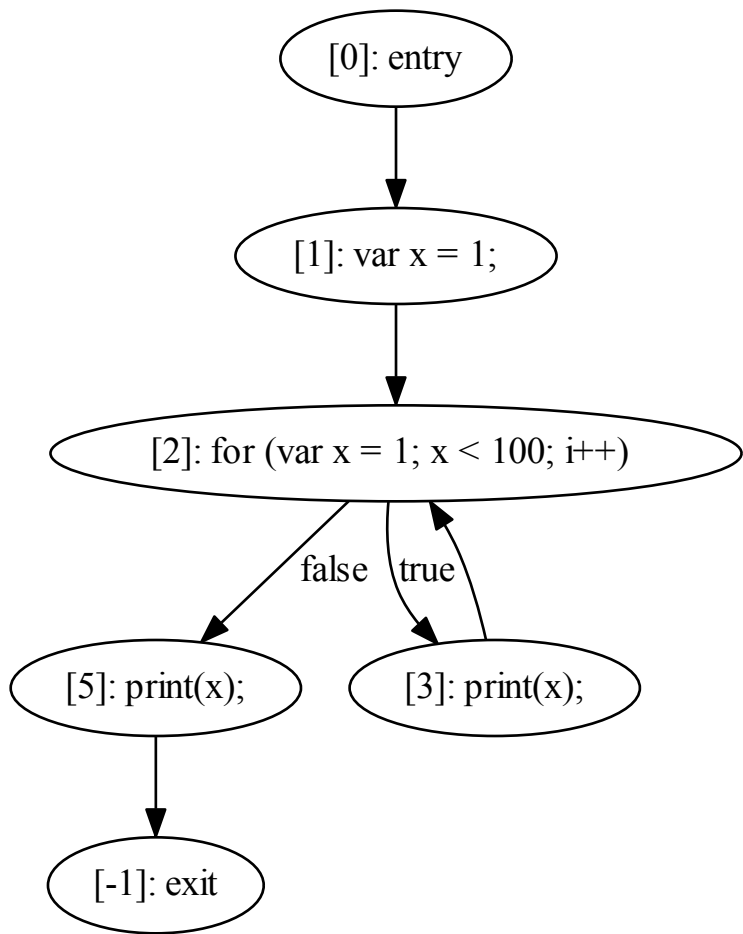 [0]: entry
[1]: var x = 1;
[2]: for (var x = 1; x < 100; i++)
false
true
[5]: print(x);
[3]: print(x);
[-1]: exit